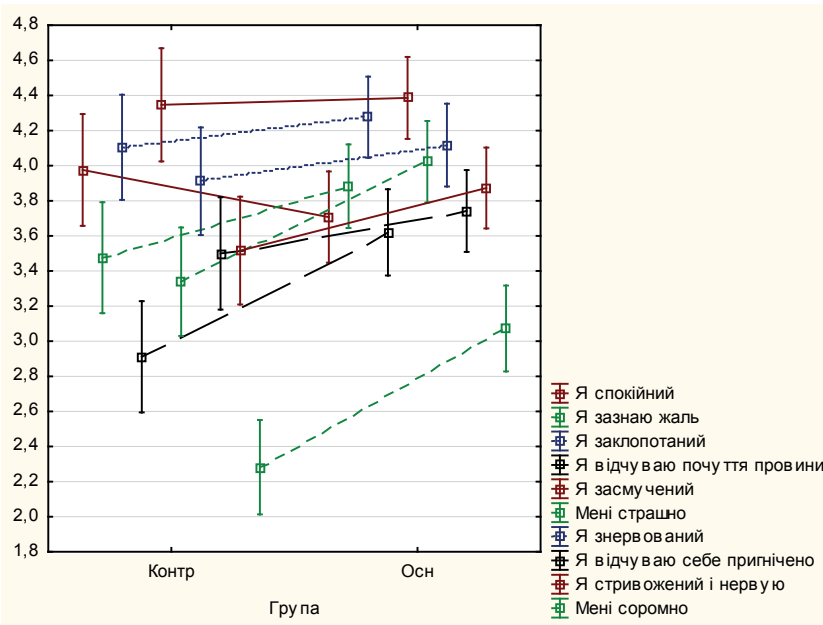 4,8
4,6
4,4
4,2
4,0
3,8
3,6
3,4
3,2
3,0
2,8
2,6
2,4
2,2
2,0
1,8
Контр Осн
Група
Я спокійний
Я зазнаю жаль
Я заклопотаний
Я відчуваю почуття провини
Я засмучений
Мені страшно
Я знервований
Я відчуваю себе пригнічено
Я стривожений і нервую
Мені соромно